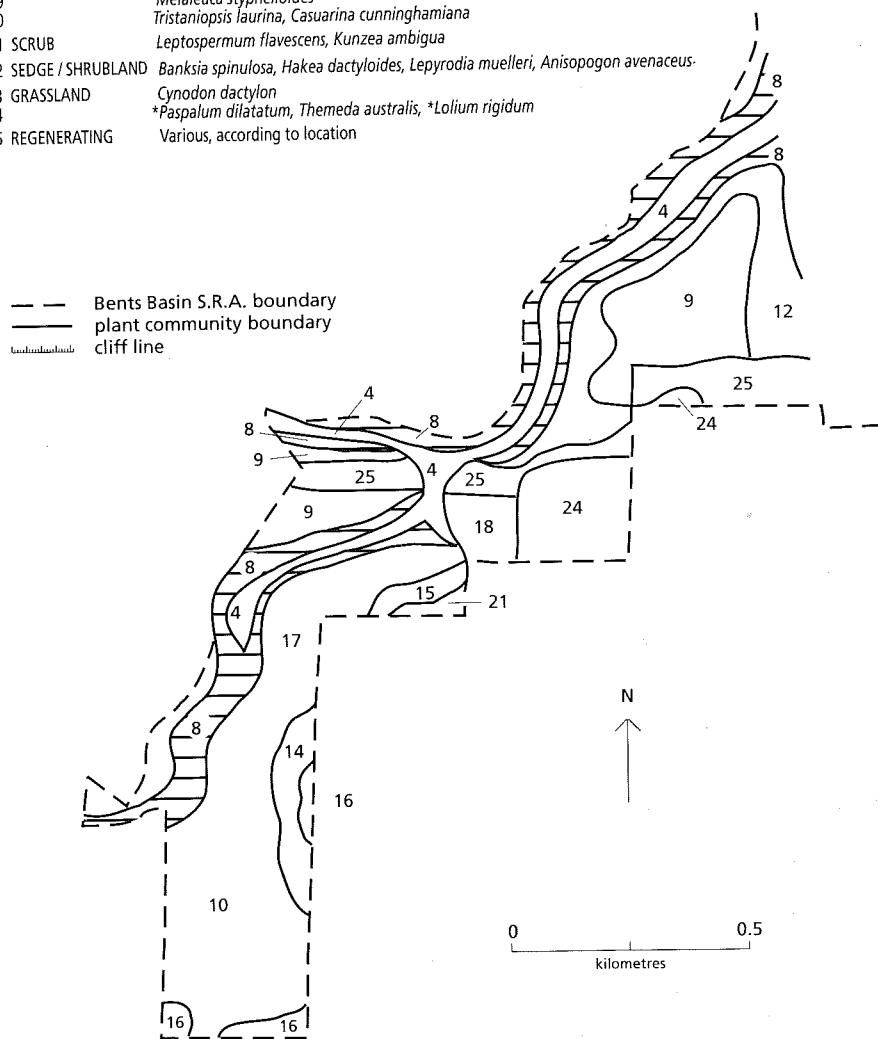 Tristaniopsis laurina, Casuarina cunninghamiana
SCRUB Leptospermum flavescens, Kunzea ambigua
2 SEDGE / SHRUBLAND Banksia spinulosa, Hakea dactyloides, Lepyrodia muelleri, Anisopogon avenaceus
GRASSLAND Cynodon dactylon
*Paspalum dilatatum, Themeda australis, *Lolium rigidum
REGENERATING Various, according to location
8
8
4
9
12
Bents Basin S.R.A. boundary
plant community boundary
cliff line
25
4
24
8
8
9
4
25
25
9
24
18
8
15
21
4
17
N
8
14
16
10
0
0.5
kilometres
16
16